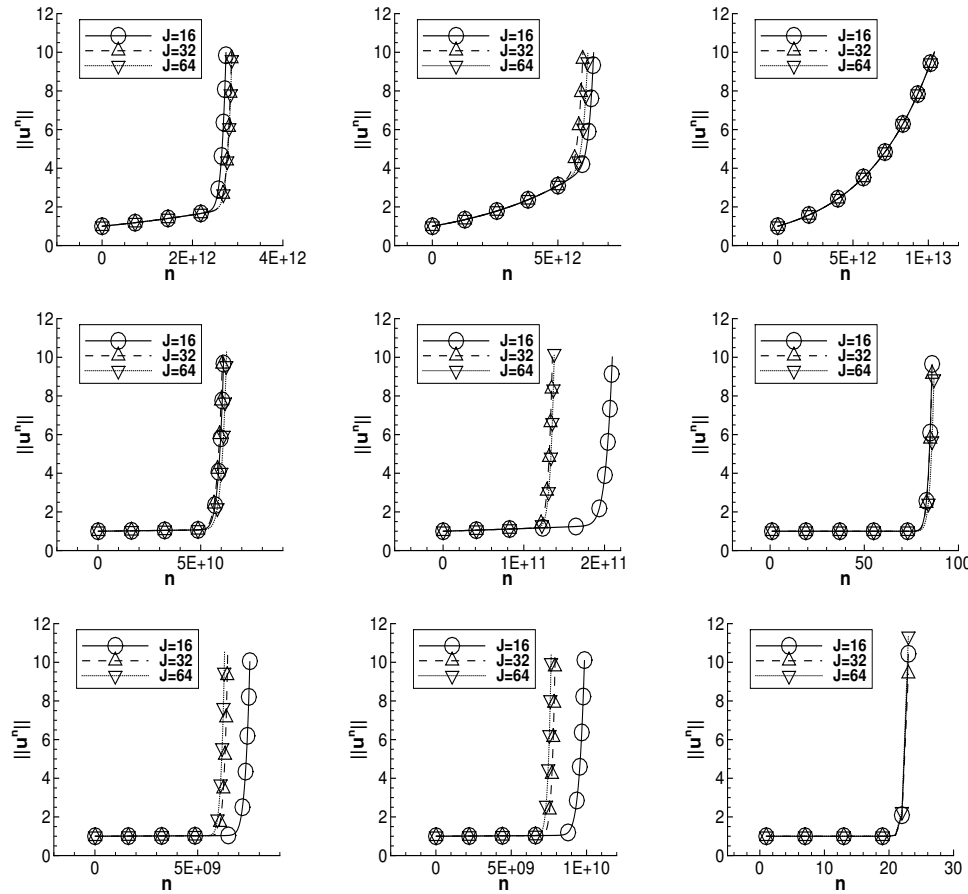 12
10
8
6
4
2
0
||u^n||
J=16
J=32
J=64
0 2E+12 4E+12
n
12
10
8
6
4
2
0
||u^n||
J=16
J=32
J=64
0 5E+12
n
12
10
8
6
4
2
0
||u^n||
J=16
J=32
J=64
0 5E+12 1E+13
n
12
10
8
6
4
2
0
||u^n||
J=16
J=32
J=64
0 5E+10
n
12
10
8
6
4
2
0
||u^n||
J=16
J=32
J=64
0 1E+11 2E+11
n
12
10
8
6
4
2
0
||u^n||
J=16
J=32
J=64
0 50 100
n
12
10
8
6
4
2
0
||u^n||
J=16
J=32
J=64
0 5E+09
n
12
10
8
6
4
2
0
||u^n||
J=16
J=32
J=64
0 5E+09 1E+10
n
12
10
8
6
4
2
0
||u^n||
J=16
J=32
J=64
0 10 20 30
n